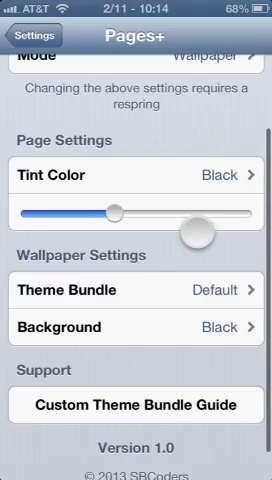 AT&T 2/11 - 10:14 68%
Settings Pages+
Mode Wallpaper
Changing the above settings requires a
respring
Page Settings
Tint Color Black
Wallpaper Settings
Theme Bundle Default
Background Black
Support
Custom Theme Bundle Guide
Version 1.0
© 2013 SBCoders